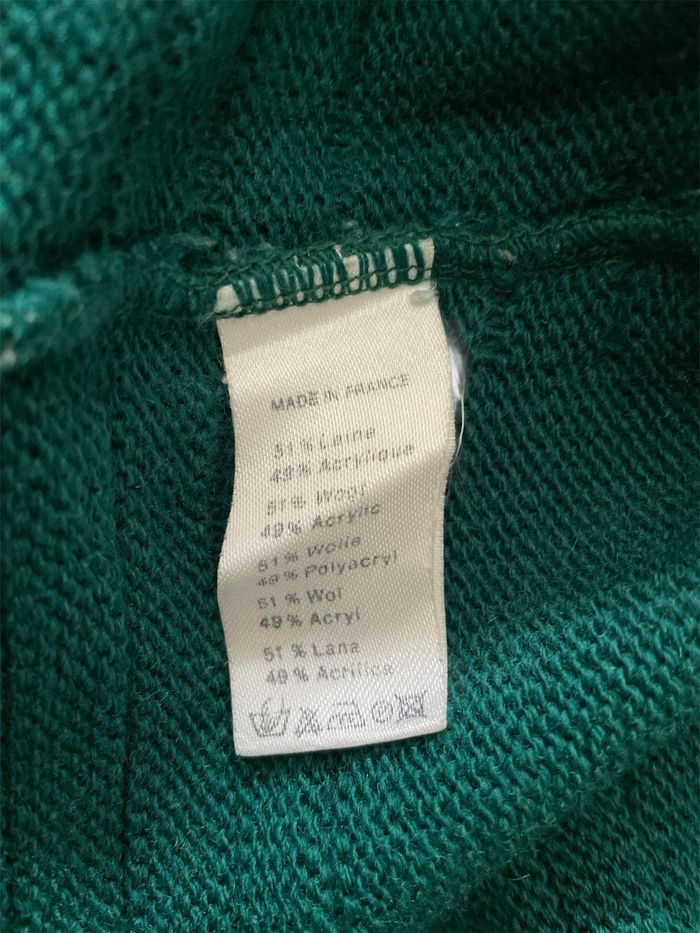 MADE IN FRANCE
51 % Laine
49 % Acrylique
51 % Wool
49 % Acrylic
51 % Wolle
49 % Polyacryl
51 % Wol
49 % Acryl
51 % Lana
49 % Acrilica